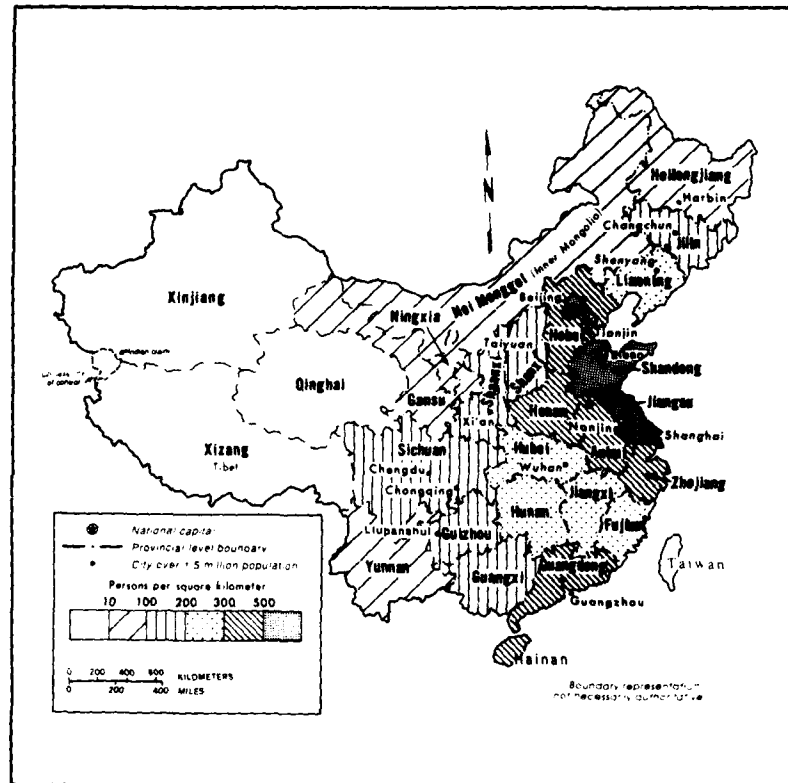 N
Heilongjiang
Harbin
Changchun
Jilin
Shenyang
Liaoning
Nei Monggol (Inner Mongolia)
Beijing
Xinjiang
Ningxia
Tianjin
Hebei
Taiyuan
Indian claim
Shandong
Shanxi
Qinghai
Gansu
Jiangsu
Xi'an
Henan
Nanjing
Shanghai
Xizang
Tibet
Sichuan
Hubei
Wuhan
Chengdu
Chongqing
Zhejiang
Jiangxi
Hunan
Fujian
Liupanshui
Guizhou
Yunnan
Guangxi
Guangdong
Guangzhou
Taiwan
Hainan
National capital
Provincial level boundary
City over 1.5 million population
Persons per square kilometer
10 100 200 300 500
0 200 400 600 KILOMETERS
0 200 400 MILES
Boundary representation
not necessarily authoritative